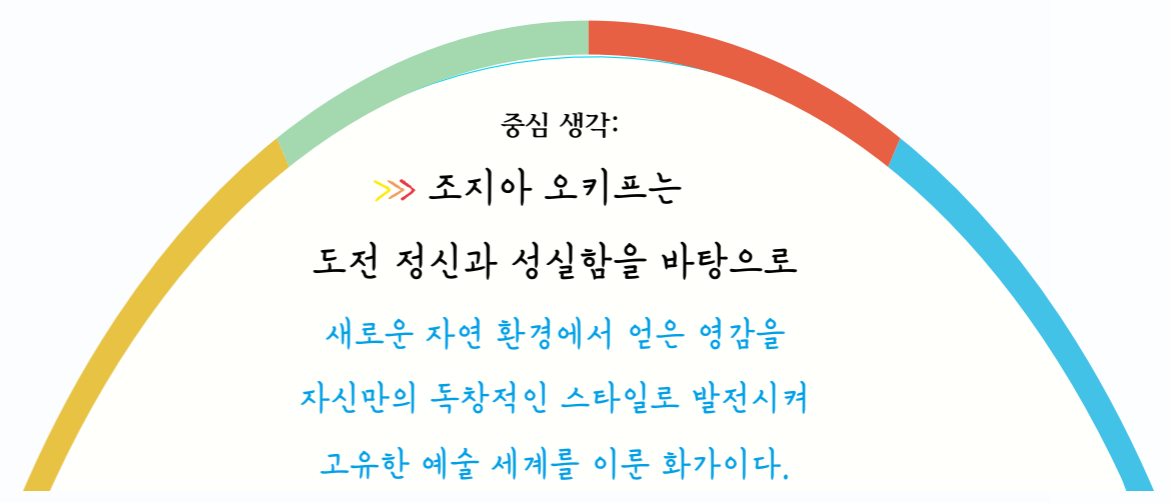 중심 생각:
조지아 오키프는
도전 정신과 성실함을 바탕으로
새로운 자연 환경에서 얻은 영감을
자신만의 독창적인 스타일로 발전시켜
고유한 예술 세계를 이룬 화가이다.